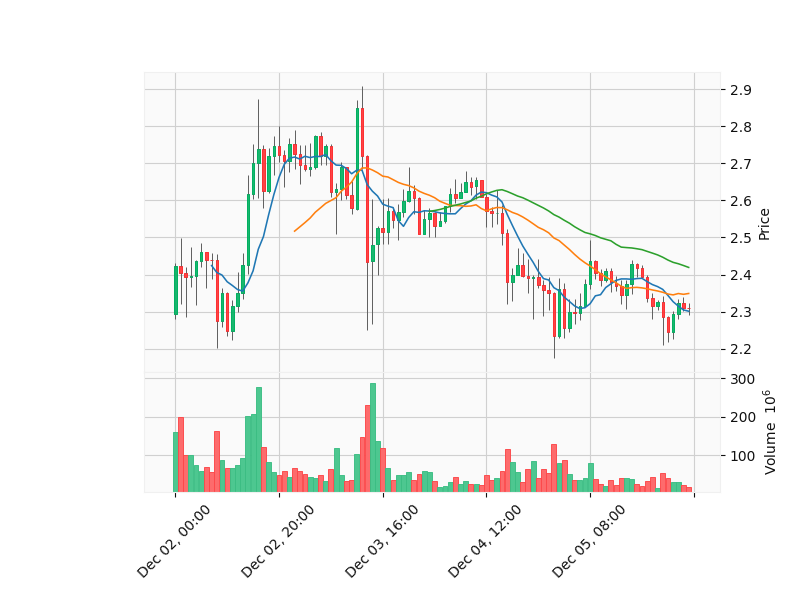 2.9
2.8
2.7
2.6
2.5
2.4
2.3
2.2
Price
300
200
100
Volume 10^6
Dec 02, 00:00
Dec 02, 20:00
Dec 03, 16:00
Dec 04, 12:00
Dec 05, 08:00